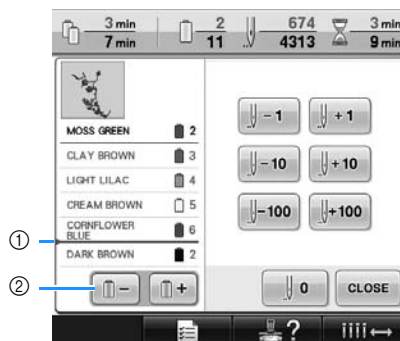 3 min 2 674 3 min
7 min 11 4313 9 min
MOSS GREEN 2
CLAY BROWN 3
LIGHT LILAC 4
CREAM BROWN 5
CORNFLOWER
BLUE 6
DARK BROWN 2
-1 +1
-10 +10
-100 +100
- +
0 CLOSE
?
①
②